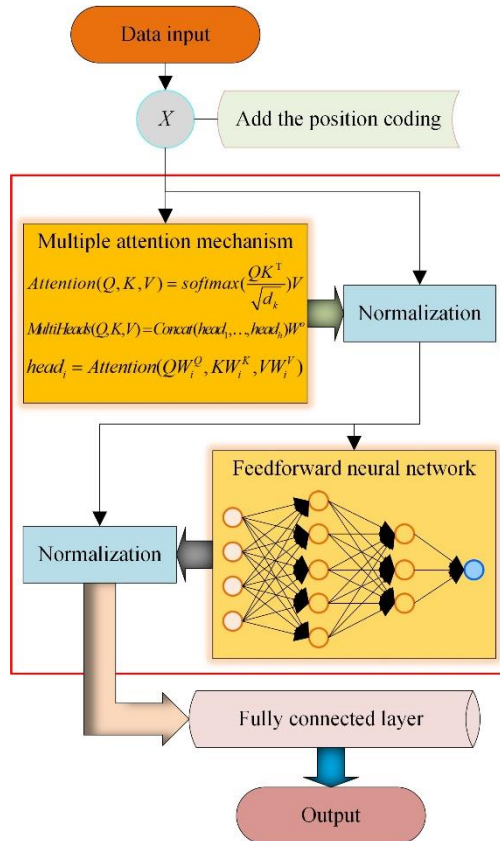 Data input
X
Add the position coding
Multiple attention mechanism
Attention(Q, K, V) = softmax(QK^T/√d_k)V
MultiHeads(Q,K,V)=Concat(head_1,...,head_h)W^o
head_i = Attention(QW_i^Q, KW_i^K, VW_i^V)
Normalization
Feedforward neural network
Normalization
Fully connected layer
Output